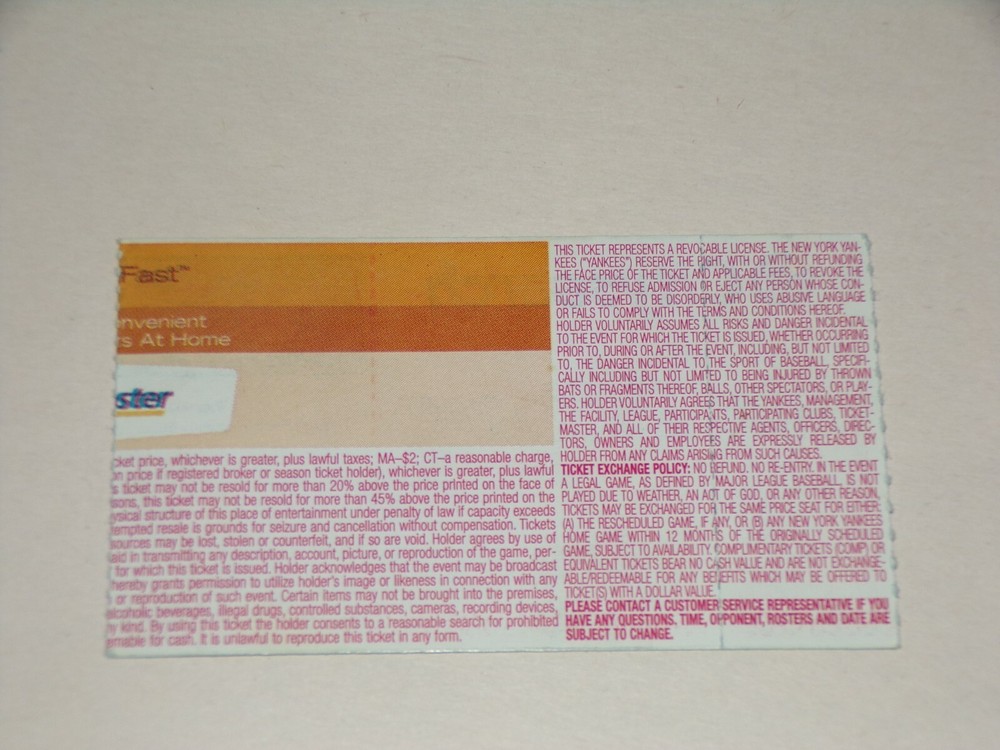 Fast™
nvenient
rs At Home
ster
cket price, whichever is greater, plus lawful taxes; MA–$2; CT–a reasonable charge,
on price if registered broker or season ticket holder), whichever is greater, plus lawful
s ticket may not be resold for more than 20% above the price printed on the face of
sons, this ticket may not be resold for more than 45% above the price printed on the
ysical structure of this place of entertainment under penalty of law if capacity exceeds
tempted resale is grounds for seizure and cancellation without compensation. Tickets
sources may be lost, stolen or counterfeit, and if so are void. Holder agrees by use of
aid in transmitting any description, account, picture, or reproduction of the game, per-
for which this ticket is issued. Holder acknowledges that the event may be broadcast
hereby grants permission to utilize holder's image or likeness in connection with any
or reproduction of such event. Certain items may not be brought into the premises,
alcoholic beverages, illegal drugs, controlled substances, cameras, recording devices,
ny kind. By using this ticket the holder consents to a reasonable search for prohibited
emable for cash. It is unlawful to reproduce this ticket in any form.
THIS TICKET REPRESENTS A REVOCABLE LICENSE. THE NEW YORK YAN-
KEES ("YANKEES") RESERVE THE RIGHT, WITH OR WITHOUT REFUNDING
THE FACE PRICE OF THE TICKET AND APPLICABLE FEES, TO REVOKE THE
LICENSE, TO REFUSE ADMISSION OR EJECT ANY PERSON WHOSE CON-
DUCT IS DEEMED TO BE DISORDERLY, WHO USES ABUSIVE LANGUAGE
OR FAILS TO COMPLY WITH THE TERMS AND CONDITIONS HEREOF.
HOLDER VOLUNTARILY ASSUMES ALL RISKS AND DANGER INCIDENTAL
TO THE EVENT FOR WHICH THE TICKET IS ISSUED, WHETHER OCCURRING
PRIOR TO, DURING OR AFTER THE EVENT, INCLUDING, BUT NOT LIMITED
TO, THE DANGER INCIDENTAL TO THE SPORT OF BASEBALL, SPECIFI-
CALLY INCLUDING BUT NOT LIMITED TO BEING INJURED BY THROWN
BATS OR FRAGMENTS THEREOF, BALLS, OTHER SPECTATORS, OR PLAY-
ERS. HOLDER VOLUNTARILY AGREES THAT THE YANKEES, MANAGEMENT,
THE FACILITY, LEAGUE, PARTICIPANTS, PARTICIPATING CLUBS, TICKET-
MASTER, AND ALL OF THEIR RESPECTIVE AGENTS, OFFICERS, DIREC-
TORS, OWNERS AND EMPLOYEES ARE EXPRESSLY RELEASED BY
HOLDER FROM ANY CLAIMS ARISING FROM SUCH CAUSES.
TICKET EXCHANGE POLICY: NO REFUND. NO RE-ENTRY. IN THE EVENT
A LEGAL GAME, AS DEFINED BY MAJOR LEAGUE BASEBALL, IS NOT
PLAYED DUE TO WEATHER, AN ACT OF GOD, OR ANY OTHER REASON,
TICKETS MAY BE EXCHANGED FOR THE SAME PRICE SEAT FOR EITHER:
(A) THE RESCHEDULED GAME, IF ANY, OR (B) ANY NEW YORK YANKEES
HOME GAME WITHIN 12 MONTHS OF THE ORIGINALLY SCHEDULED
GAME, SUBJECT TO AVAILABILITY. COMPLIMENTARY TICKETS (COMP) OR
EQUIVALENT TICKETS BEAR NO CASH VALUE AND ARE NOT EXCHANGE-
ABLE/REDEEMABLE FOR ANY BENEFITS WHICH MAY BE OFFERED TO
TICKET(S) WITH A DOLLAR VALUE.
PLEASE CONTACT A CUSTOMER SERVICE REPRESENTATIVE IF YOU
HAVE ANY QUESTIONS. TIME, OPPONENT, ROSTERS AND DATE ARE
SUBJECT TO CHANGE.